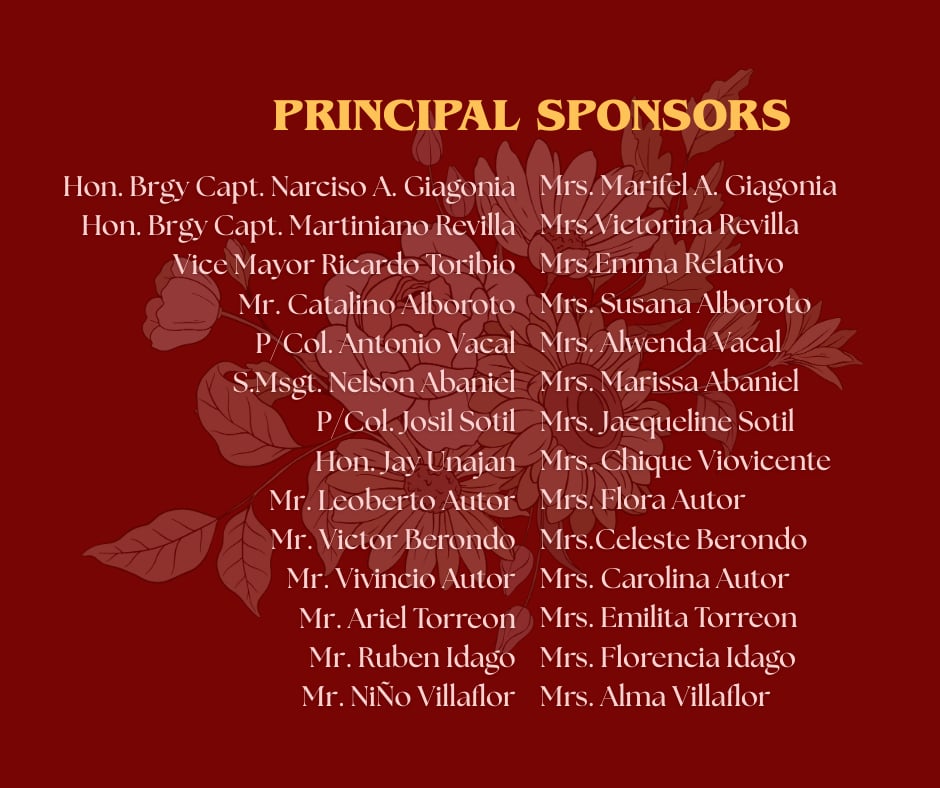 PRINCIPAL SPONSORS
Hon. Brgy Capt. Narciso A. Giagonia Mrs. Marifel A. Giagonia
Hon. Brgy Capt. Martiniano Revilla Mrs.Victorina Revilla
Vice Mayor Ricardo Toribio Mrs.Emma Relativo
Mr. Catalino Alboroto Mrs. Susana Alboroto
P/Col. Antonio Vacal Mrs. Alwenda Vacal
S.Msgt. Nelson Abaniel Mrs. Marissa Abaniel
P/Col. Josil Sotil Mrs. Jacqueline Sotil
Hon. Jay Unajan Mrs. Chique Viovicente
Mr. Leoberto Autor Mrs. Flora Autor
Mr. Victor Berondo Mrs.Celeste Berondo
Mr. Vivincio Autor Mrs. Carolina Autor
Mr. Ariel Torreon Mrs. Emilita Torreon
Mr. Ruben Idago Mrs. Florencia Idago
Mr. NiÑo Villaflor Mrs. Alma Villaflor